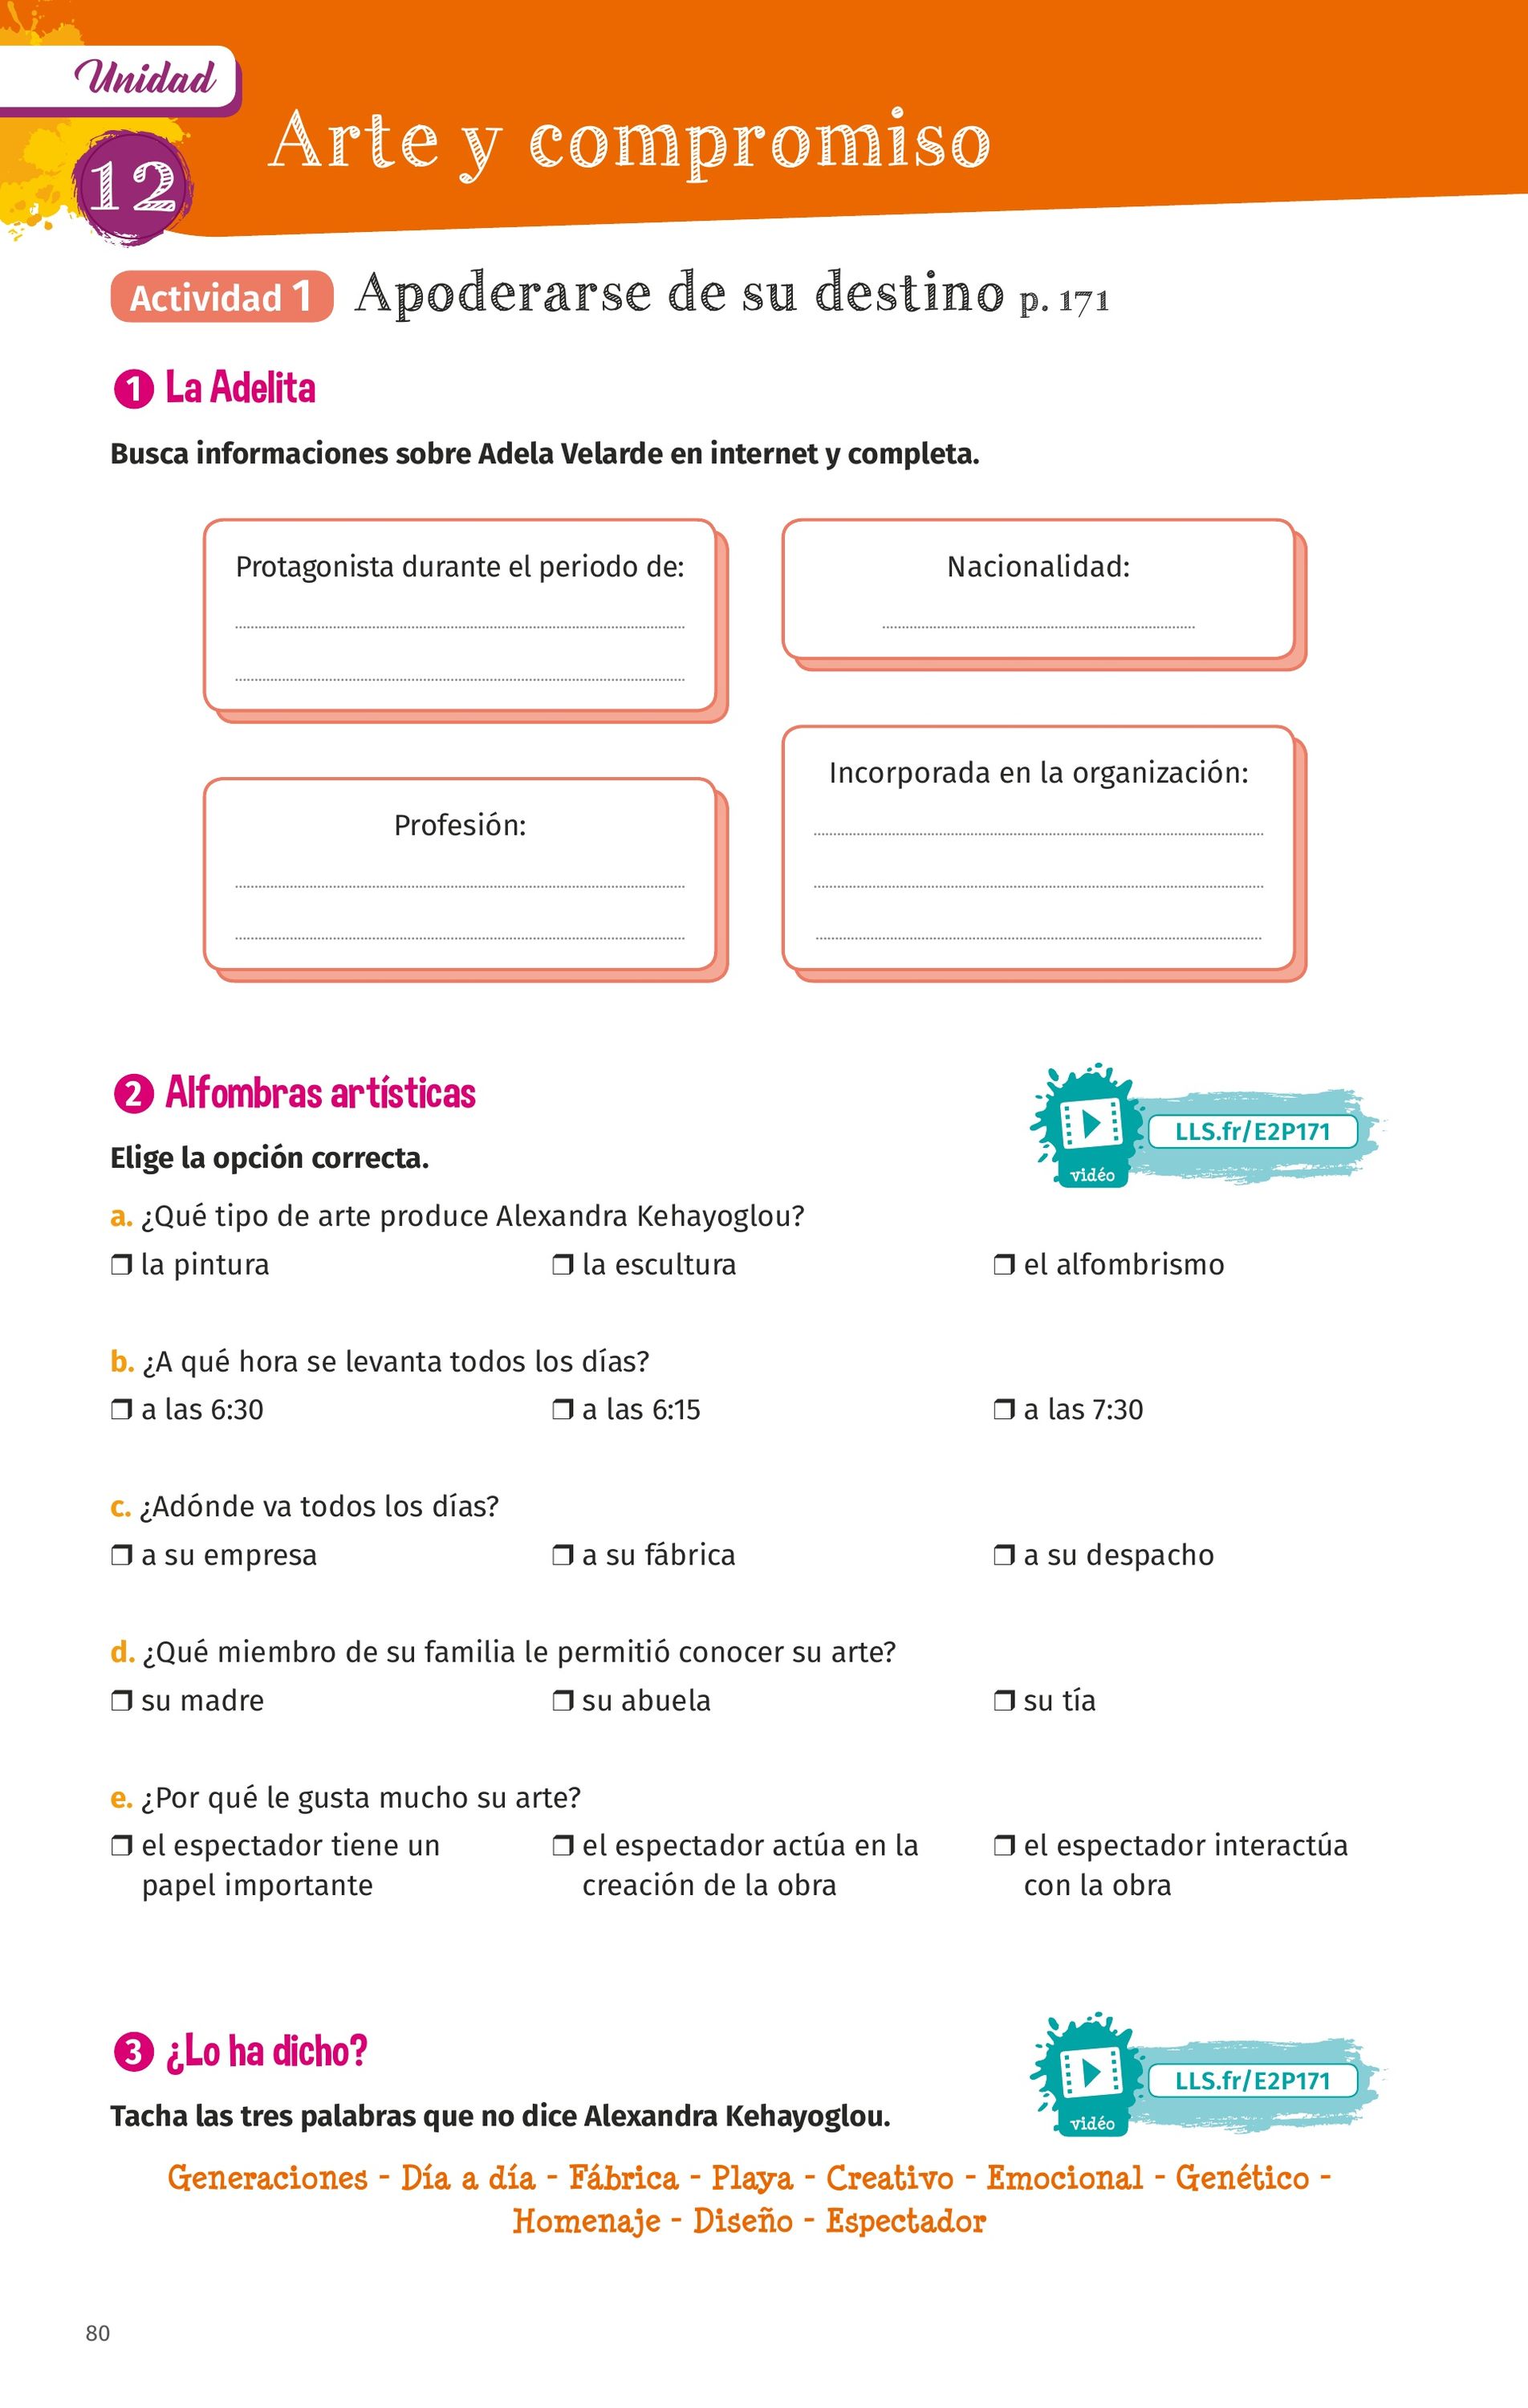 Unidad
12
Arte y compromiso
Actividad 1 Apoderarse de su destino p. 171
1 La Adelita
Busca informaciones sobre Adela Velarde en internet y completa.
Protagonista durante el periodo de:
Nacionalidad:
Profesión:
Incorporada en la organización:
2 Alfombras artísticas
vidéo
LLS.fr/E2P171
Elige la opción correcta.
a. ¿Qué tipo de arte produce Alexandra Kehayoglou?
❒ la pintura ❒ la escultura ❒ el alfombrismo
b. ¿A qué hora se levanta todos los días?
❒ a las 6:30 ❒ a las 6:15 ❒ a las 7:30
c. ¿Adónde va todos los días?
❒ a su empresa ❒ a su fábrica ❒ a su despacho
d. ¿Qué miembro de su familia le permitió conocer su arte?
❒ su madre ❒ su abuela ❒ su tía
e. ¿Por qué le gusta mucho su arte?
❒ el espectador tiene un
papel importante
❒ el espectador actúa en la
creación de la obra
❒ el espectador interactúa
con la obra
3 ¿Lo ha dicho?
vidéo
LLS.fr/E2P171
Tacha las tres palabras que no dice Alexandra Kehayoglou.
Generaciones - Día a día - Fábrica - Playa - Creativo - Emocional - Genético -
Homenaje - Diseño - Espectador
80